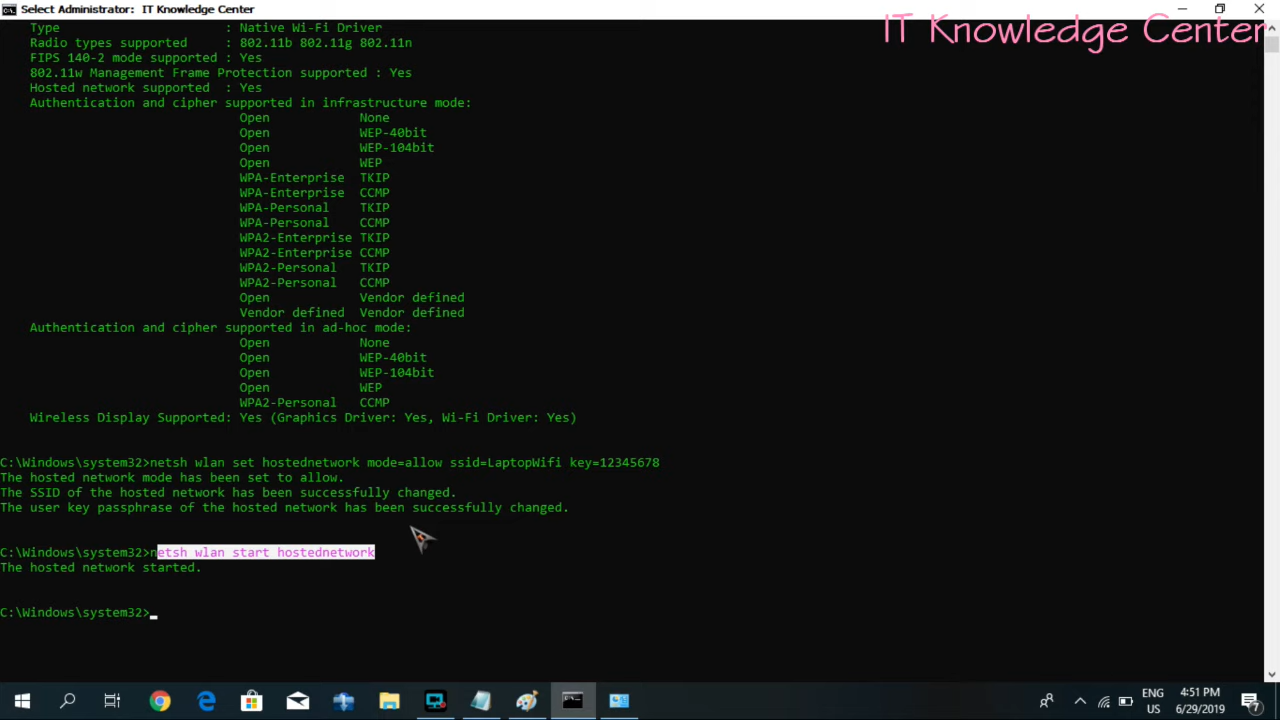 Select Administrator: IT Knowledge Center
IT Knowledge Center
Type : Native Wi-Fi Driver
Radio types supported : 802.11b 802.11g 802.11n
FIPS 140-2 mode supported : Yes
802.11w Management Frame Protection supported : Yes
Hosted network supported : Yes
Authentication and cipher supported in infrastructure mode:
Open None
Open WEP-40bit
Open WEP-104bit
Open WEP
WPA-Enterprise TKIP
WPA-Enterprise CCMP
WPA-Personal TKIP
WPA-Personal CCMP
WPA2-Enterprise TKIP
WPA2-Enterprise CCMP
WPA2-Personal TKIP
WPA2-Personal CCMP
Open Vendor defined
Vendor defined Vendor defined
Authentication and cipher supported in ad-hoc mode:
Open None
Open WEP-40bit
Open WEP-104bit
Open WEP
WPA2-Personal CCMP
Wireless Display Supported: Yes (Graphics Driver: Yes, Wi-Fi Driver: Yes)
C:\Windows\system32>netsh wlan set hostednetwork mode=allow ssid=LaptopWifi key=12345678
The hosted network mode has been set to allow.
The SSID of the hosted network has been successfully changed.
The user key passphrase of the hosted network has been successfully changed.
C:\Windows\system32>netsh wlan start hostednetwork
The hosted network started.
C:\Windows\system32>
ENG 4:51 PM
US 6/29/2019
7